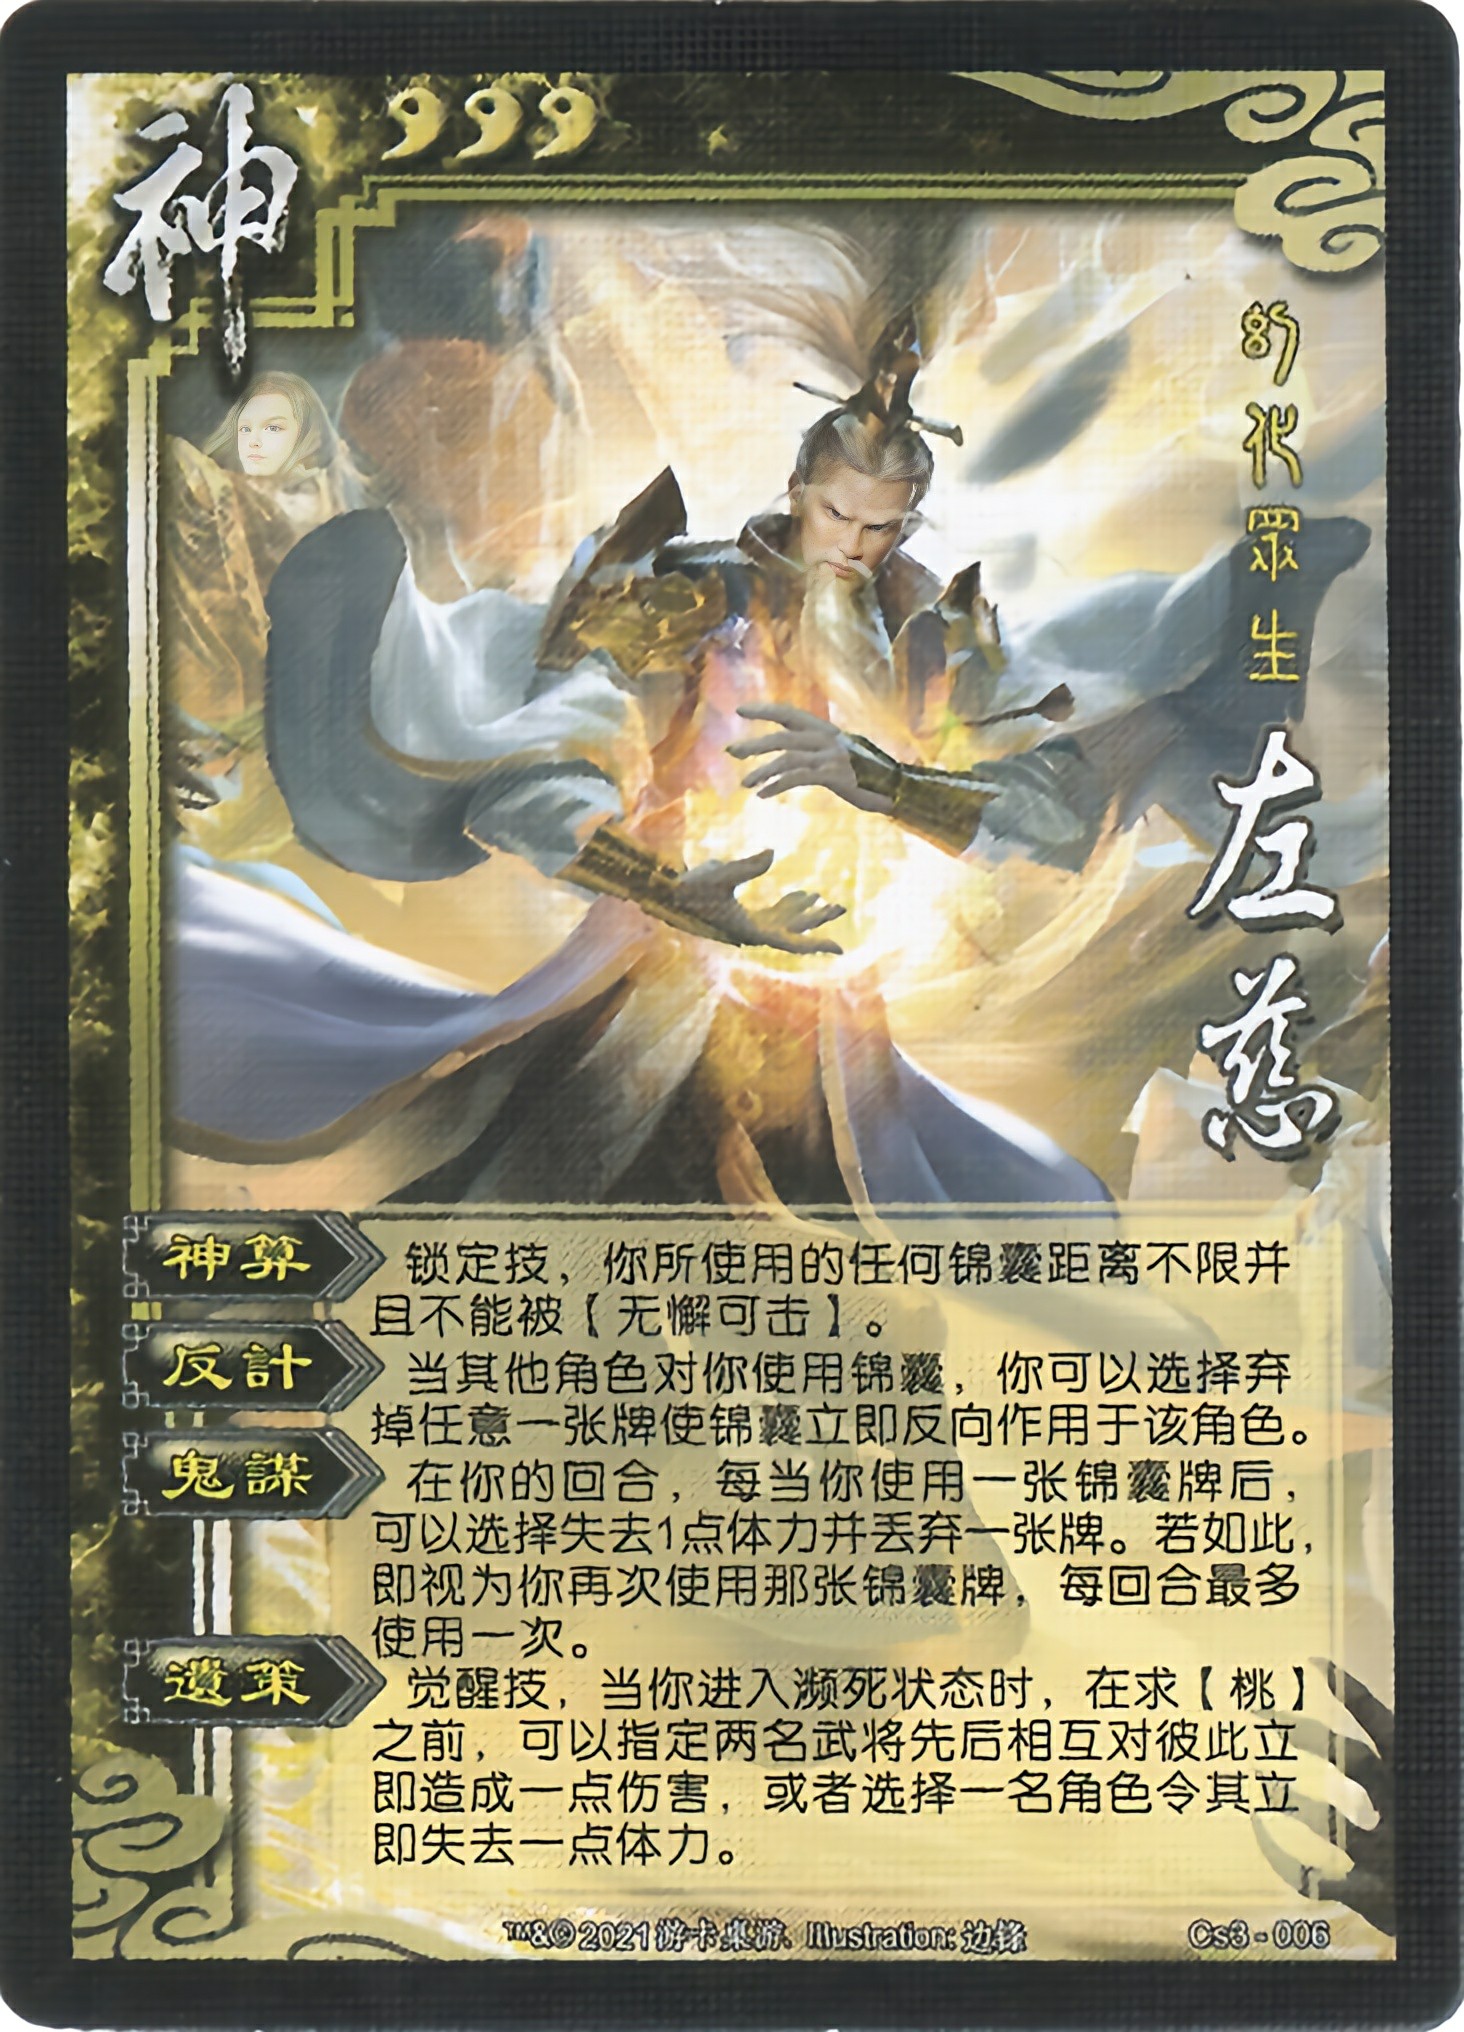 神
幻化眾生
左慈
神算
锁定技，你所使用的任何锦囊距离不限并
且不能被【无懈可击】。
反計
当其他角色对你使用锦囊，你可以选择弃
掉任意一张牌使锦囊立即反向作用于该角色。
鬼謀
在你的回合，每当你使用一张锦囊牌后，
可以选择失去1点体力并丢弃一张牌。若如此，
即视为你再次使用那张锦囊牌，每回合最多
使用一次。
遺策
觉醒技，当你进入濒死状态时，在求【桃】
之前，可以指定两名武将先后相互对彼此立
即造成一点伤害，或者选择一名角色令其立
即失去一点体力。
™&© 2021 游卡桌游. Illustration: 边锋
Cs3-006